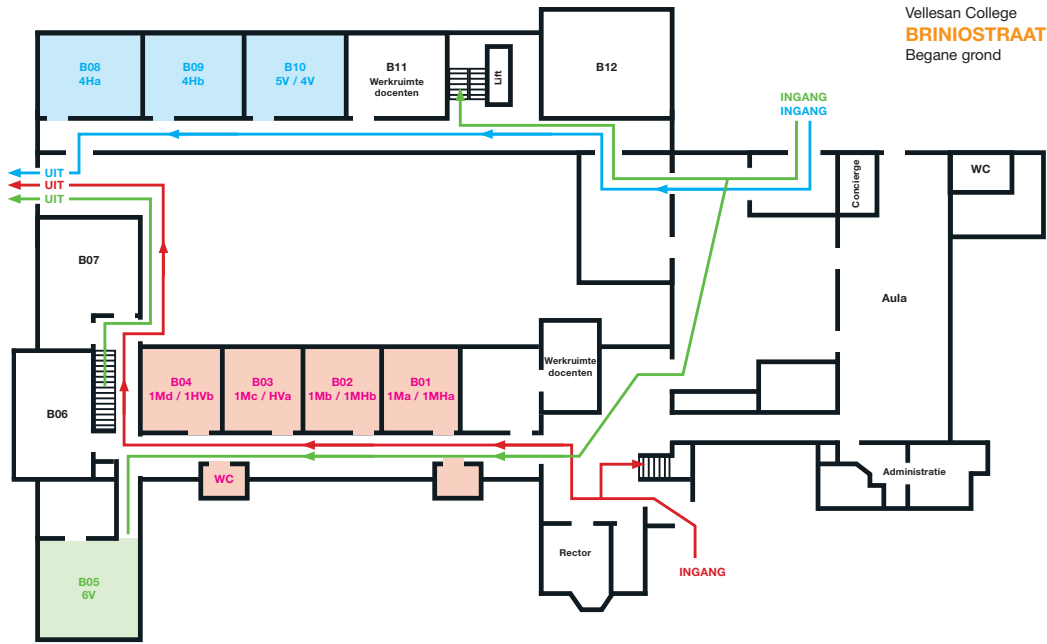 Vellesan College
BRINIOSTRAAT
Begane grond
B08
4Ha
B09
4Hb
B10
5V / 4V
B11
Werkruimte
docenten
Lift
B12
INGANG
INGANG
UIT
UIT
UIT
Concierge
WC
B07
Aula
B06
B04
1Md / 1HVb
B03
1Mc / HVa
B02
1Mb / 1MHb
B01
1Ma / 1MHa
Werkruimte
docenten
WC
Administratie
Rector
INGANG
B05
6V